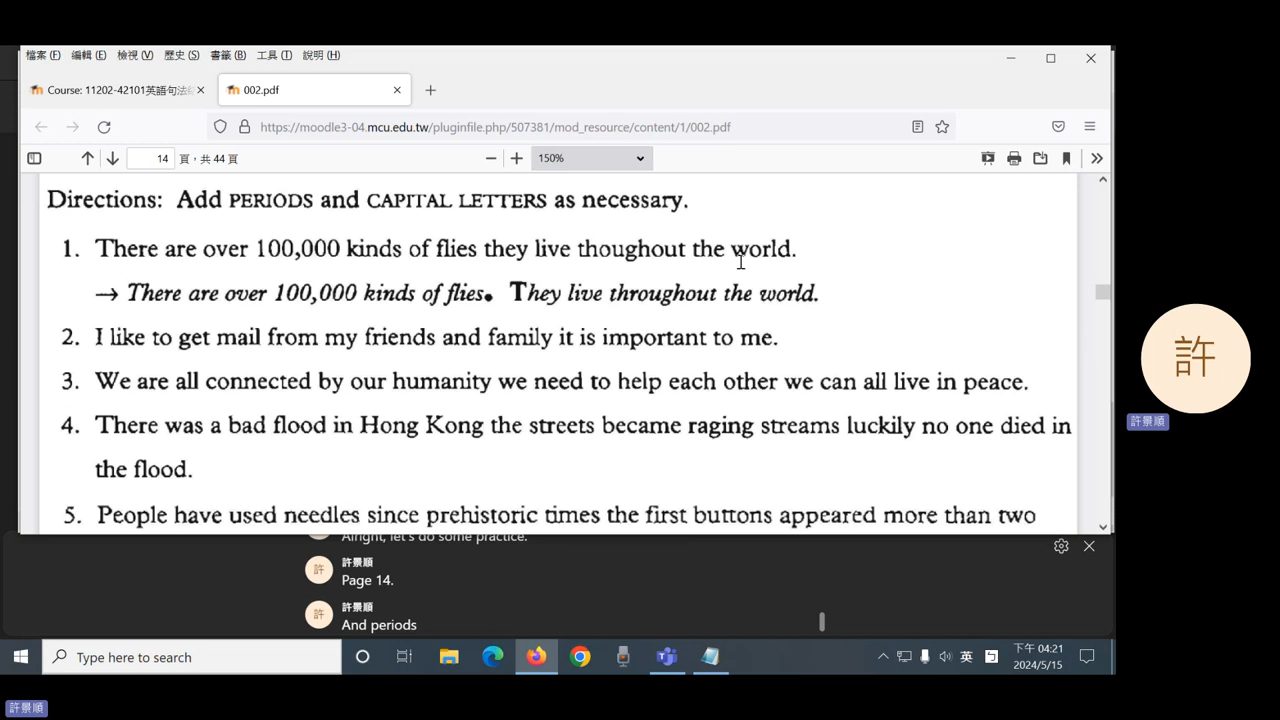 檔案(F) 編輯(E) 檢視(V) 歷史(S) 書籤(B) 工具(T) 說明(H)
Course: 11202-42101英語句法
002.pdf
https://moodle3-04.mcu.edu.tw/pluginfile.php/507381/mod_resource/content/1/002.pdf
14 頁，共 44 頁
150%
Directions: Add PERIODS and CAPITAL LETTERS as necessary.
1. There are over 100,000 kinds of flies they live thoughout the world.
→ There are over 100,000 kinds of flies. They live throughout the world.
2. I like to get mail from my friends and family it is important to me.
3. We are all connected by our humanity we need to help each other we can all live in peace.
4. There was a bad flood in Hong Kong the streets became raging streams luckily no one died in
the flood.
5. People have used needles since prehistoric times the first buttons appeared more than two
許
許景順
Alright, let's do some practice.
許景順
許
Page 14.
許景順
許
And periods
Type here to search
英
下午 04:21
2024/5/15
許景順